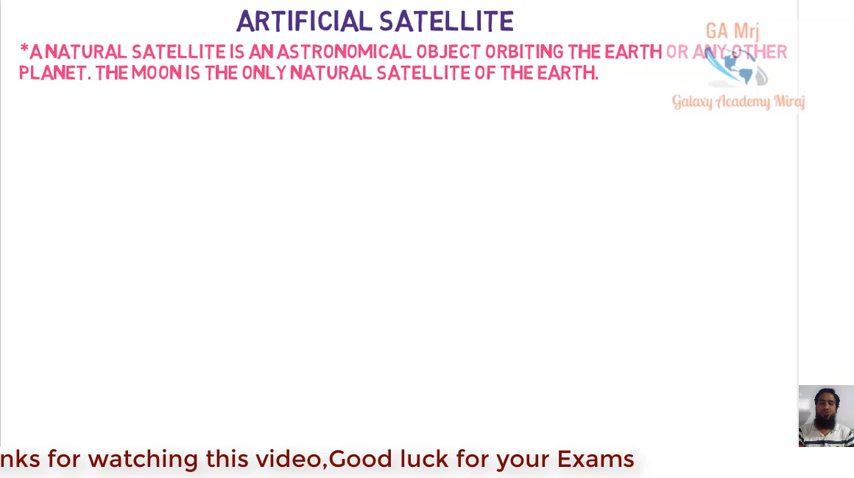 ARTIFICIAL SATELLITE
GA Mrj
*A NATURAL SATELLITE IS AN ASTRONOMICAL OBJECT ORBITING THE EARTH OR ANY OTHER
PLANET. THE MOON IS THE ONLY NATURAL SATELLITE OF THE EARTH.
Galaxy Academy Miraj
nks for watching this video,Good luck for your Exams